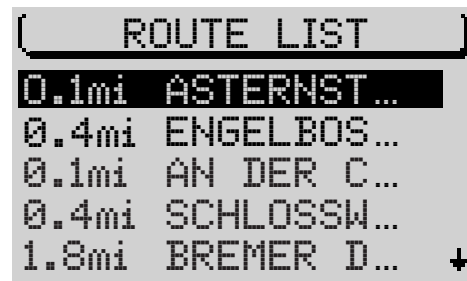 ROUTE LIST
0.1mi ASTERNST...
0.4mi ENGELBOS...
0.1mi AN DER C...
0.4mi SCHLOSSW...
1.8mi BREMER D...